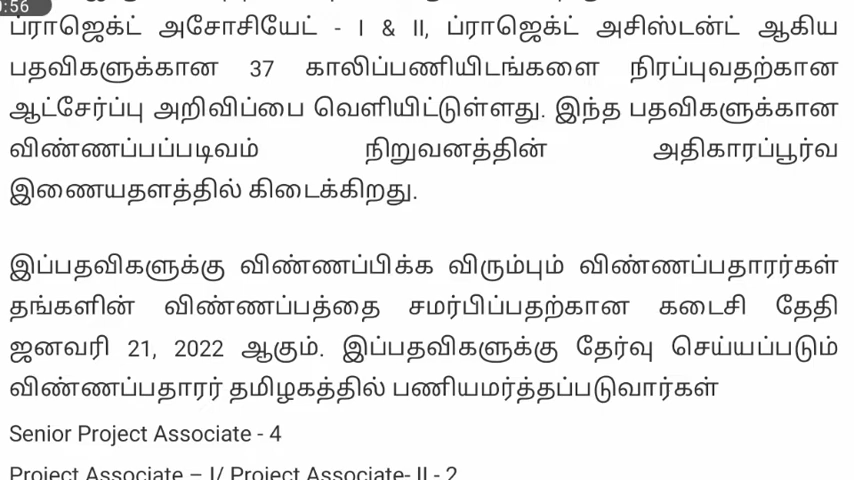 :56
ப்ராஜெக்ட் அசோசியேட் - I & II, ப்ராஜெக்ட் அசிஸ்டன்ட் ஆகிய
பதவிகளுக்கான 37 காலிப்பணியிடங்களை நிரப்புவதற்கான
ஆட்சேர்ப்பு அறிவிப்பை வெளியிட்டுள்ளது. இந்த பதவிகளுக்கான
விண்ணப்பப்படிவம் நிறுவனத்தின் அதிகாரப்பூர்வ
இணையதளத்தில் கிடைக்கிறது.
இப்பதவிகளுக்கு விண்ணப்பிக்க விரும்பும் விண்ணப்பதாரர்கள்
தங்களின் விண்ணப்பத்தை சமர்பிப்பதற்கான கடைசி தேதி
ஜனவரி 21, 2022 ஆகும். இப்பதவிகளுக்கு தேர்வு செய்யப்படும்
விண்ணப்பதாரர் தமிழகத்தில் பணியமர்த்தப்படுவார்கள்
Senior Project Associate - 4
Project Associate – I/ Project Associate- II - 2